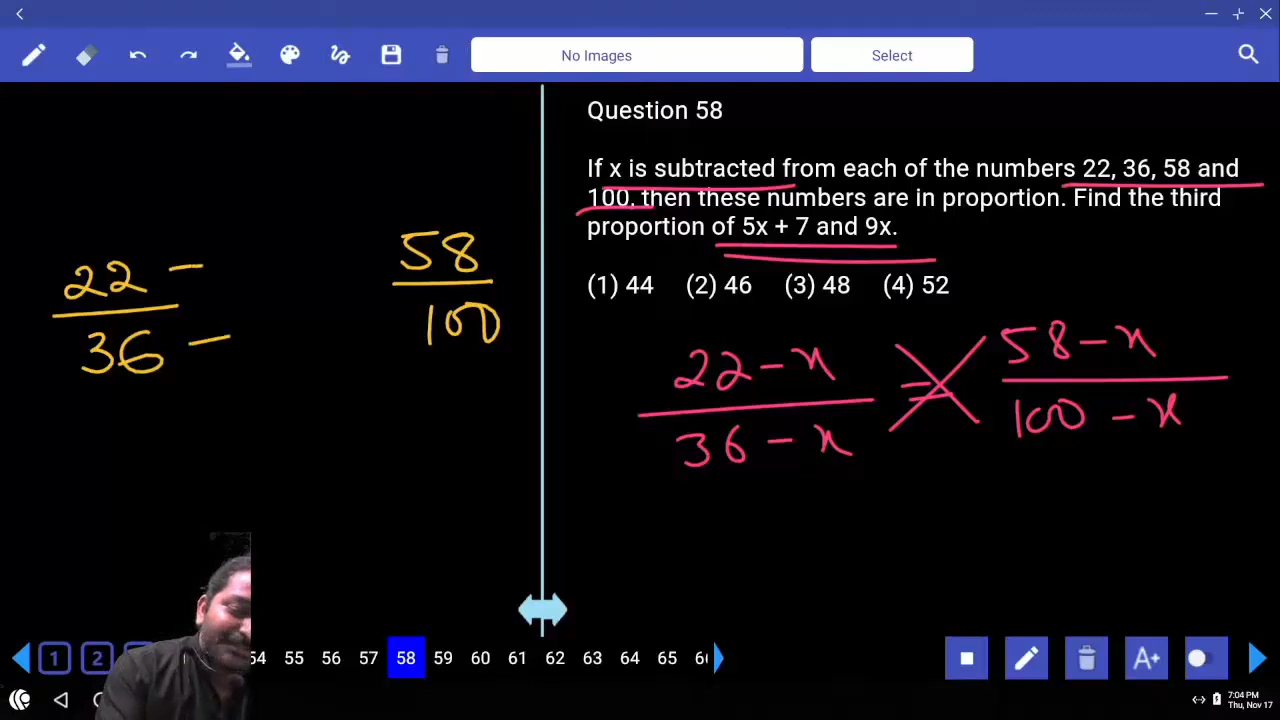 No Images
Select
Question 58
If x is subtracted from each of the numbers 22, 36, 58 and
100, then these numbers are in proportion. Find the third
proportion of 5x + 7 and 9x.
(1) 44 (2) 46 (3) 48 (4) 52
22 -
36 -
58
100
22 - x
36 - x
=
58 - x
100 - x
1 2 54 55 56 57 58 59 60 61 62 63 64 65
A+
7:04 PM
Thu, Nov 17